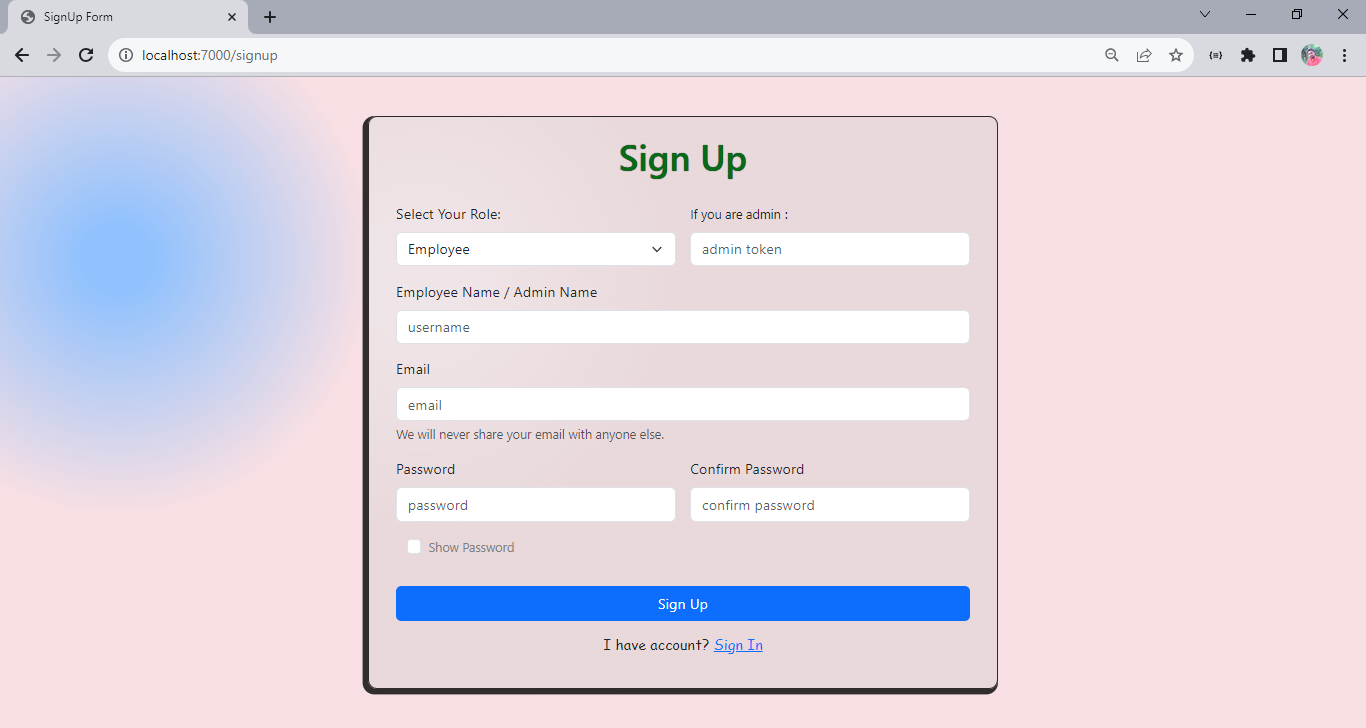 SignUp Form
localhost:7000/signup
Sign Up
Select Your Role: If you are admin :
Employee admin token
Employee Name / Admin Name
username
Email
email
We will never share your email with anyone else.
Password Confirm Password
password confirm password
Show Password
Sign Up
I have account? Sign In